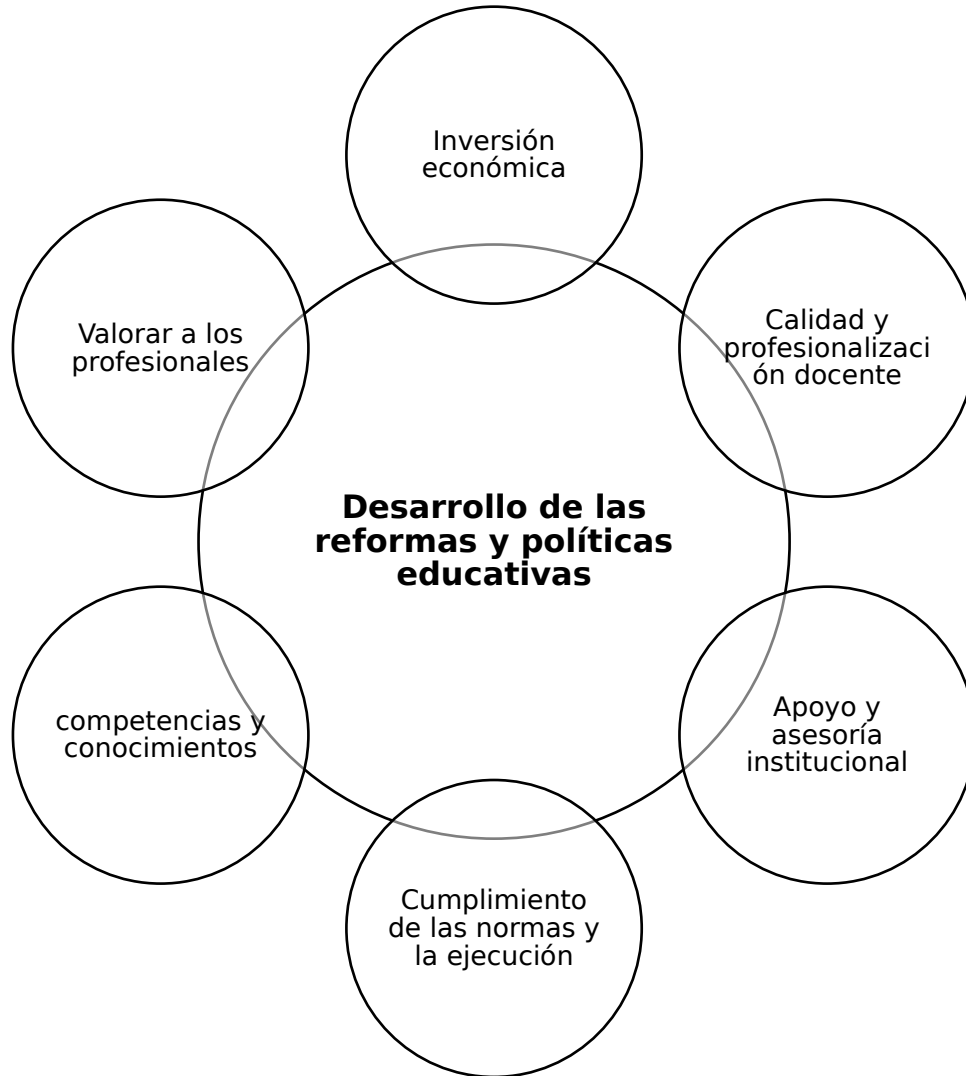 Inversión
económica
Calidad y
profesionalizaci
ón docente
Apoyo y
asesoría
institucional
Cumplimiento
de las normas y
la ejecución
competencias y
conocimientos
Valorar a los
profesionales
Desarrollo de las
reformas y políticas
educativas